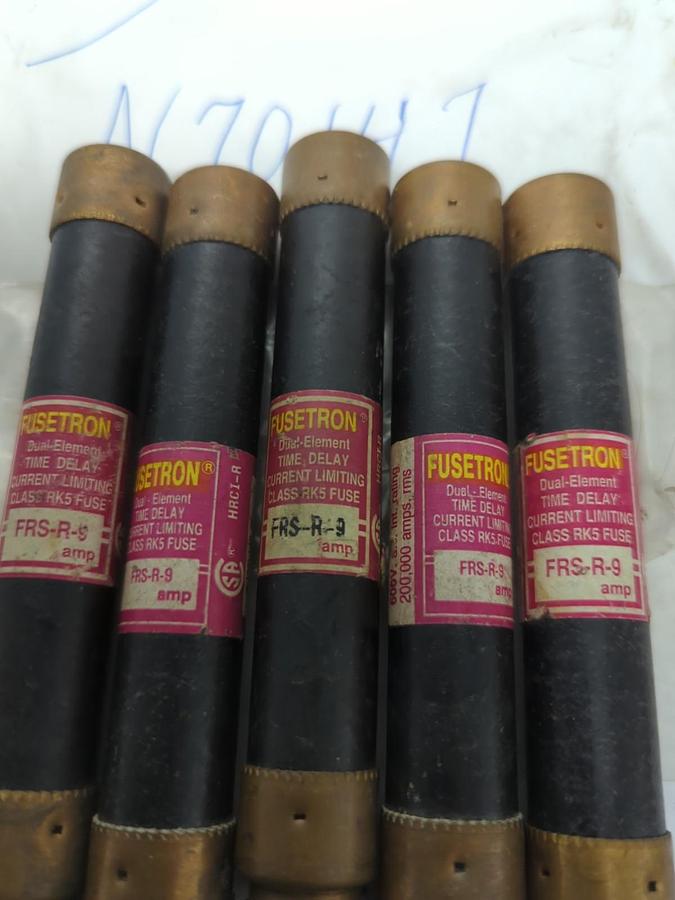 N70447
FUSETRON
Dual-Element
TIME DELAY
CURRENT LIMITING
CLASS RK5 FUSE
FRS-R-9
amp
USETRON®
Dual-Element
TIME DELAY
CURRENT LIMITING
CLASS RK5 FUSE
FRS-R-9
amp
HRCI-R
FUSETRON®
Dual-Element
TIME DELAY
CURRENT LIMITING
CLASS RK5 FUSE
FRS-R-9
amp
200,000 amps., rms
FUSETRON
Dual-Element
TIME DELAY
CURRENT LIMITING
CLASS RK5-FUSE
FRS-R-9
amp
FUSETRON
Dual-Element
TIME DELAY
CURRENT LIMITING
CLASS RK5 FUSE
FRS-R-9
amp